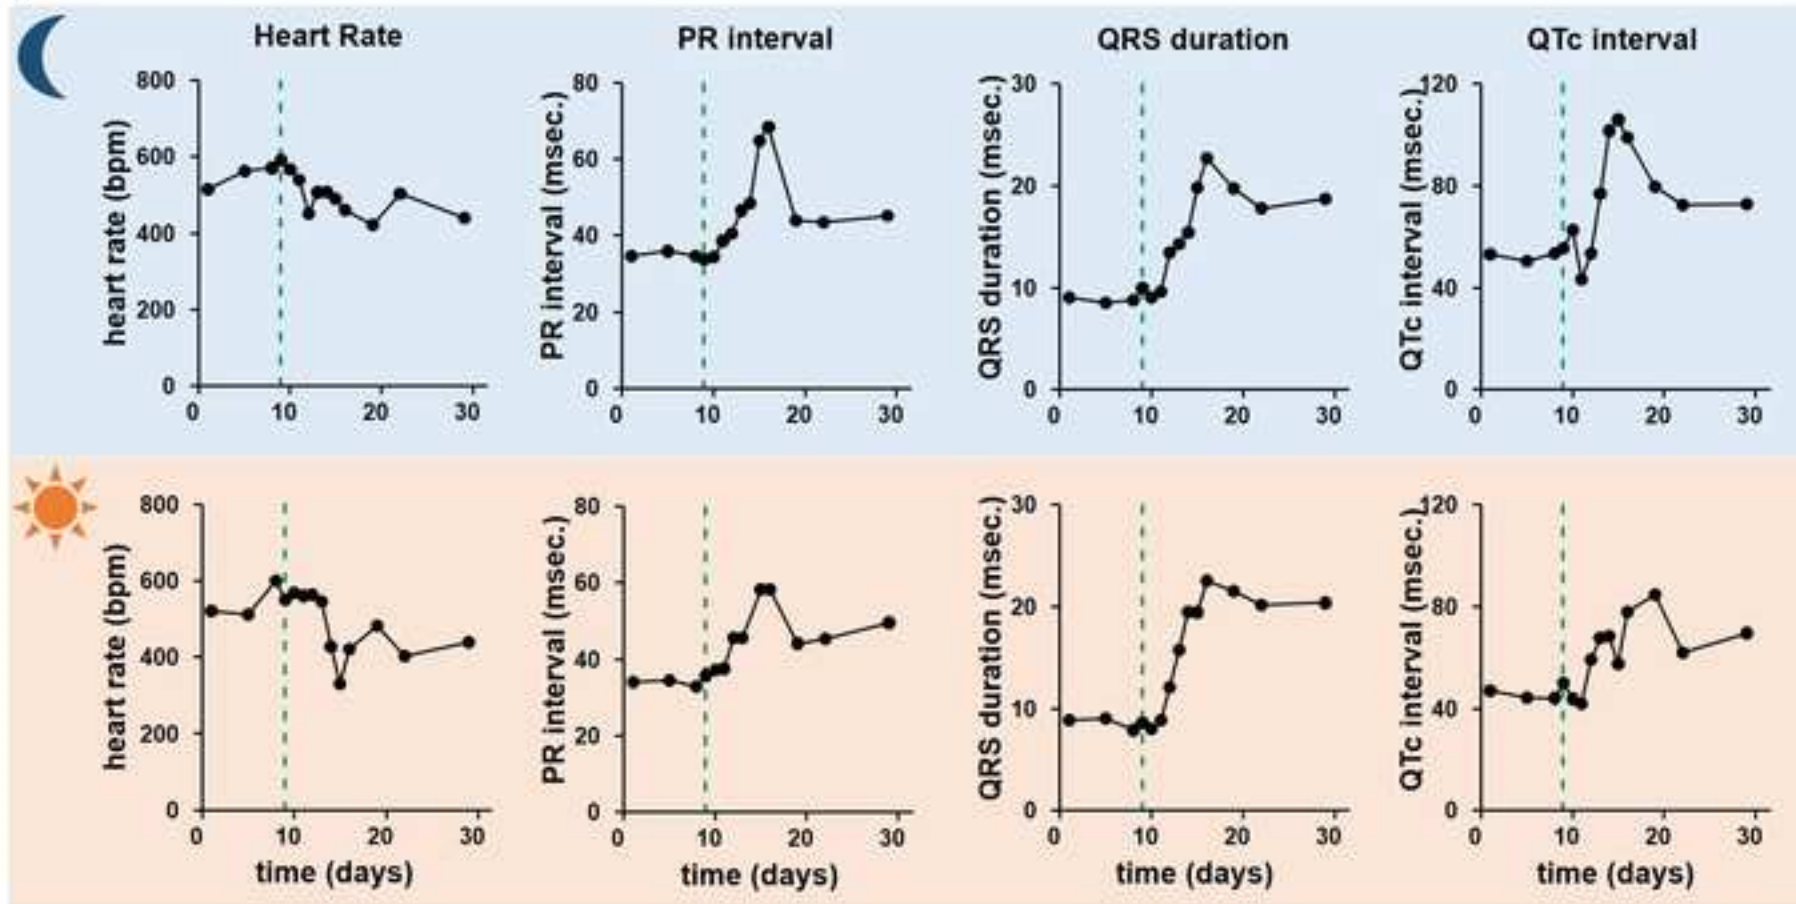 Heart Rate
PR interval
QRS duration
QTc interval
heart rate (bpm)
800
600
400
200
0
0 10 20 30
PR interval (msec.)
80
60
40
20
0
0 10 20 30
QRS duration (msec.)
30
20
10
0
0 10 20 30
QTc interval (msec.)
120
80
40
0
0 10 20 30
heart rate (bpm)
800
600
400
200
0
0 10 20 30
time (days)
PR interval (msec.)
80
60
40
20
0
0 10 20 30
time (days)
QRS duration (msec.)
30
20
10
0
0 10 20 30
time (days)
QTc interval (msec.)
120
80
40
0
0 10 20 30
time (days)